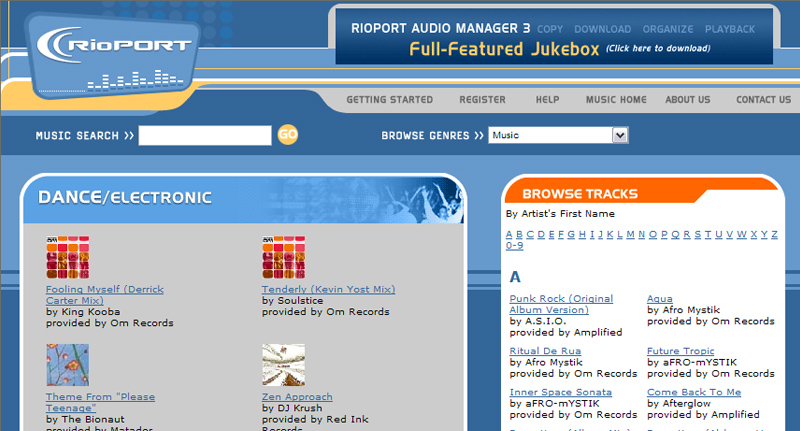 RioPORT
RIOPORT AUDIO MANAGER 3 COPY DOWNLOAD ORGANIZE PLAYBACK
Full-Featured Jukebox (Click here to download)
GETTING STARTED REGISTER HELP MUSIC HOME ABOUT US CONTACT US
MUSIC SEARCH >> GO BROWSE GENRES >> Music
DANCE/ELECTRONIC
Fooling Myself (Derrick
Carter Mix)
by King Kooba
provided by Om Records
Tenderly (Kevin Yost Mix)
by Soulstice
provided by Om Records
Theme From "Please
Teenage"
by The Bionaut
provided by Matador
Zen Approach
by DJ Krush
provided by Red Ink
Records
BROWSE TRACKS
By Artist's First Name
A B C D E F G H I J K L M N O P Q R S T U V W X Y Z
0-9
A
Punk Rock (Original
Album Version)
by A.S.I.O.
provided by Amplified
Aqua
by Afro Mystik
provided by Om Records
Ritual De Rua
by Afro Mystik
provided by Om Records
Future Tropic
by aFRO-mYSTIK
provided by Om Records
Inner Space Sonata
by aFRO-mYSTIK
provided by Om Records
Come Back To Me
by Afterglow
provided by Amplified